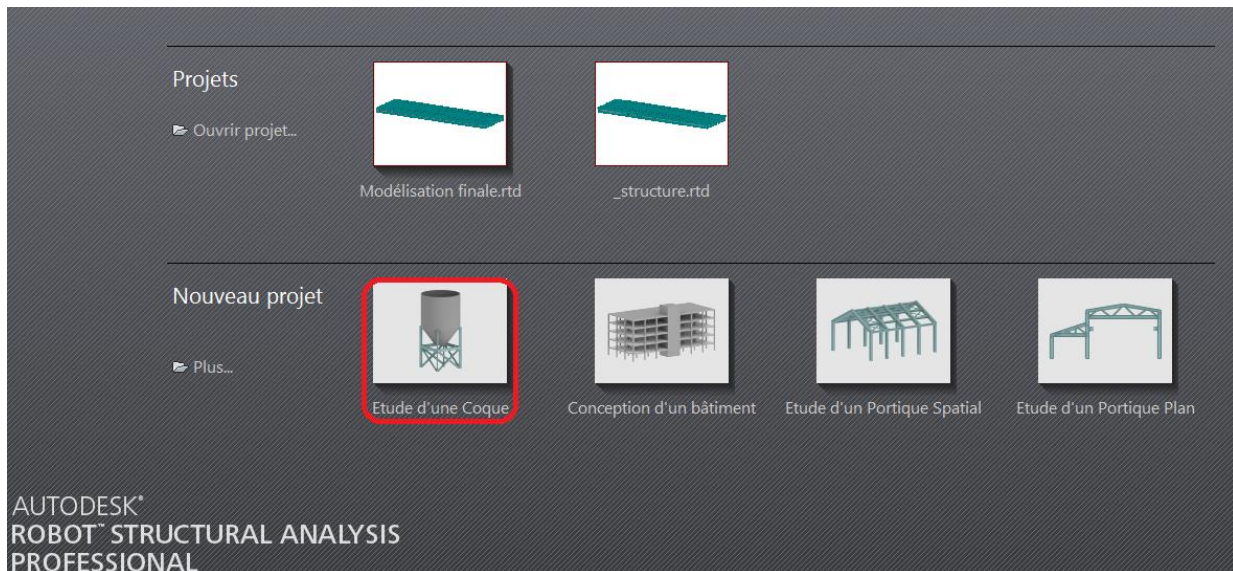 Projets
Ouvrir projet...
Modélisation finale.rtd
_structure.rtd
Nouveau projet
Plus...
Etude d'une Coque
Conception d'un bâtiment
Etude d'un Portique Spatial
Etude d'un Portique Plan
AUTODESK®
ROBOT™ STRUCTURAL ANALYSIS
PROFESSIONAL